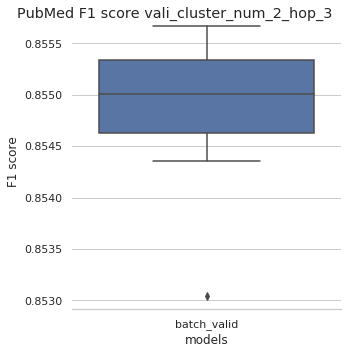 PubMed F1 score vali_cluster_num_2_hop_3
0.8555
0.8550
0.8545
0.8540
0.8535
0.8530
F1 score
batch_valid
models